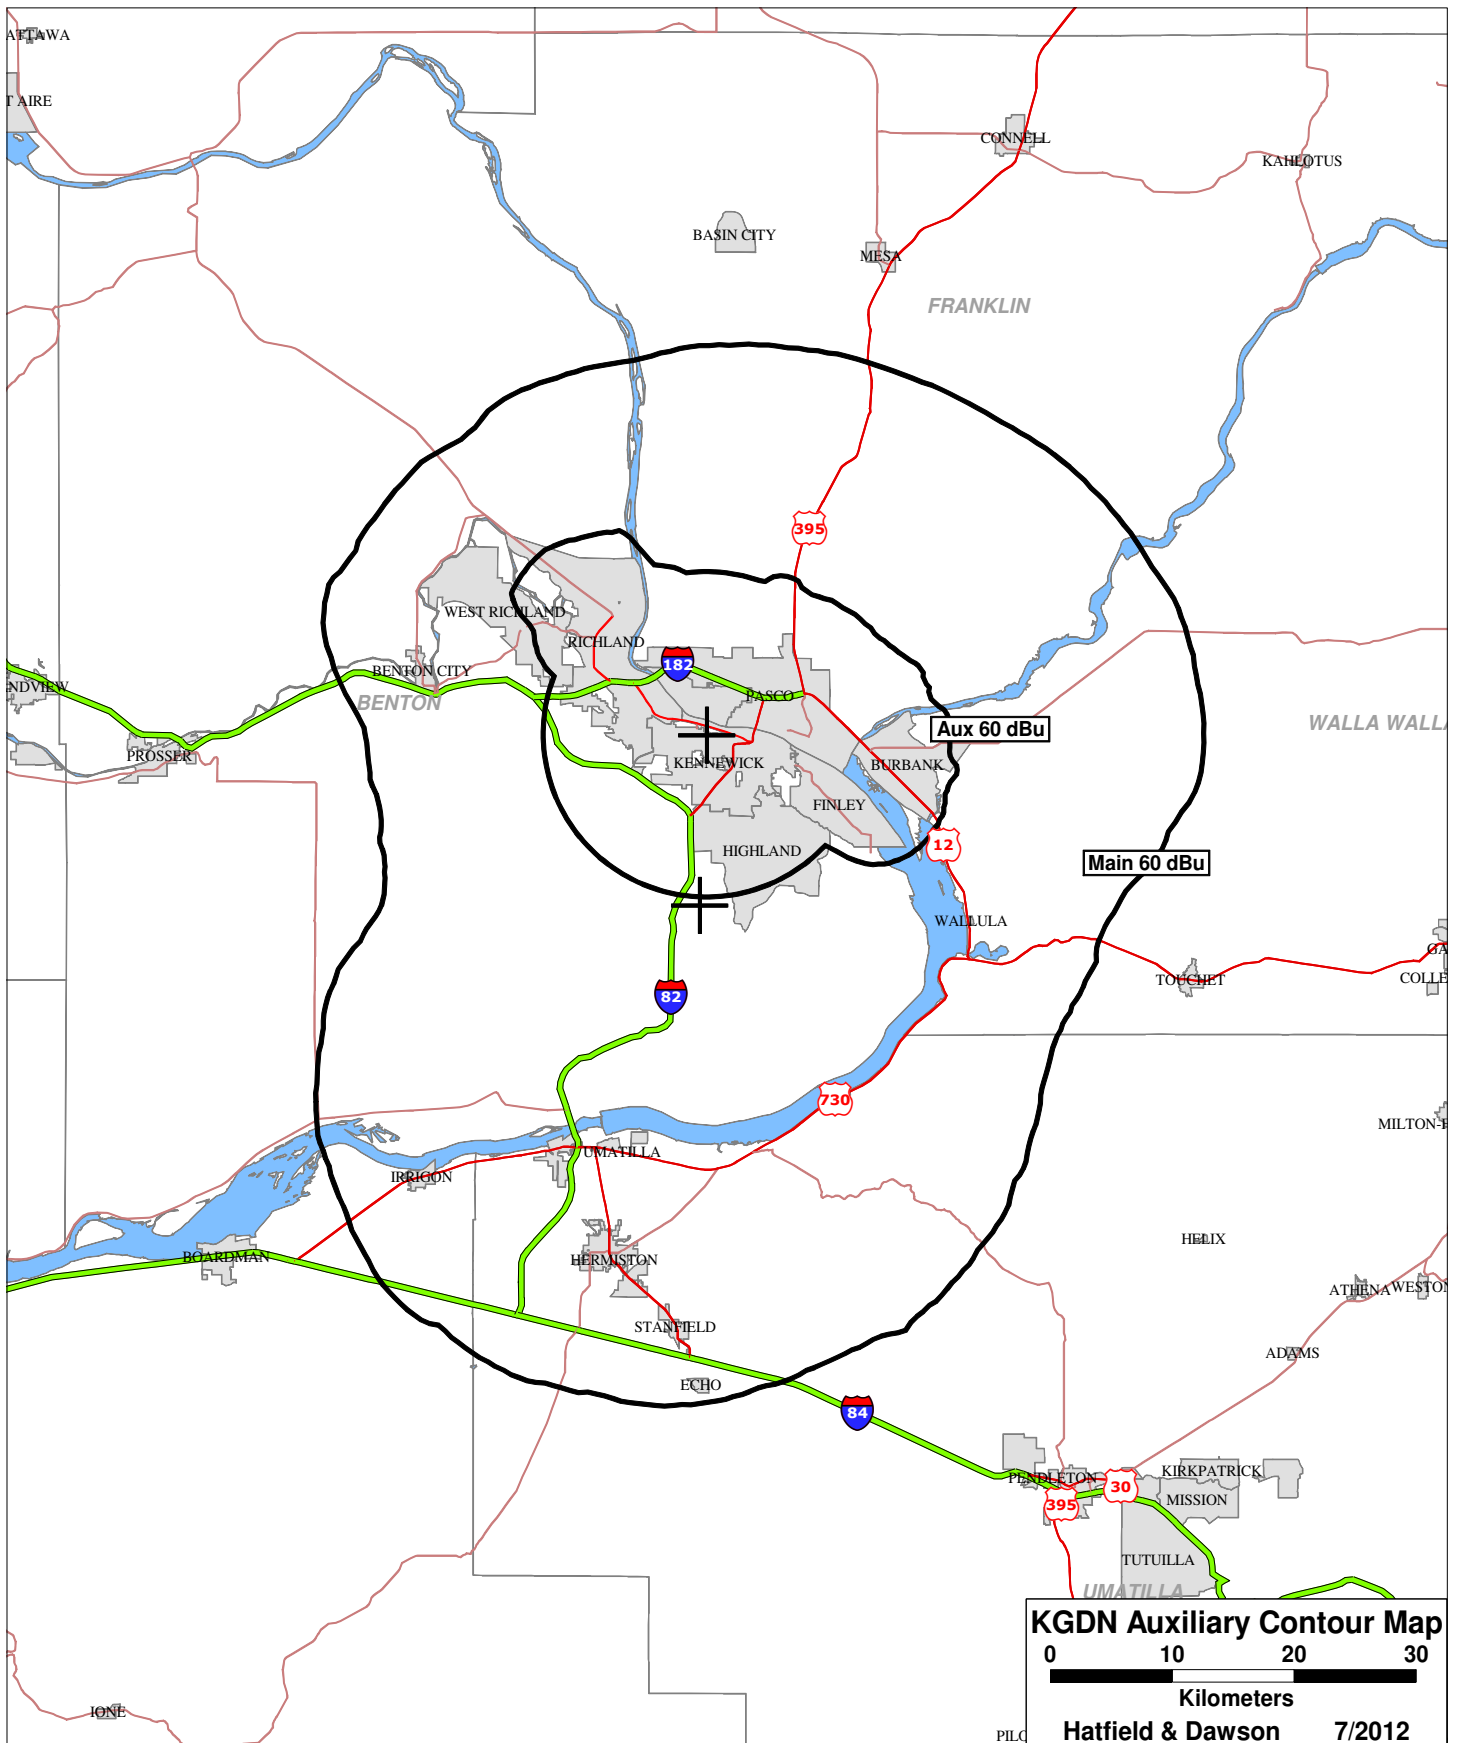 ATTAWA
T AIRE
CONNELL
KAHLOTUS
BASIN CITY
MESA
FRANKLIN
395
WEST RICHLAND
RICHLAND
182
BENTON CITY
NDVIEW
BENTON
PASCO
WALLA WALLA
Aux 60 dBu
PROSSER
KENNEWICK
BURBANK
FINLEY
12
HIGHLAND
Main 60 dBu
WALLULA
GA
TOUCHET
COLLE
82
730
MILTON-F
UMATILLA
IRRIGON
HELIX
BOARDMAN
HERMISTON
ATHENA
WESTON
STANFIELD
ADAMS
ECHO
84
KIRKPATRICK
PENDLETON
30
MISSION
395
TUTUILLA
UMATILLA
KGDN Auxiliary Contour Map
0 10 20 30
Kilometers
IONE
PILO
Hatfield & Dawson 7/2012